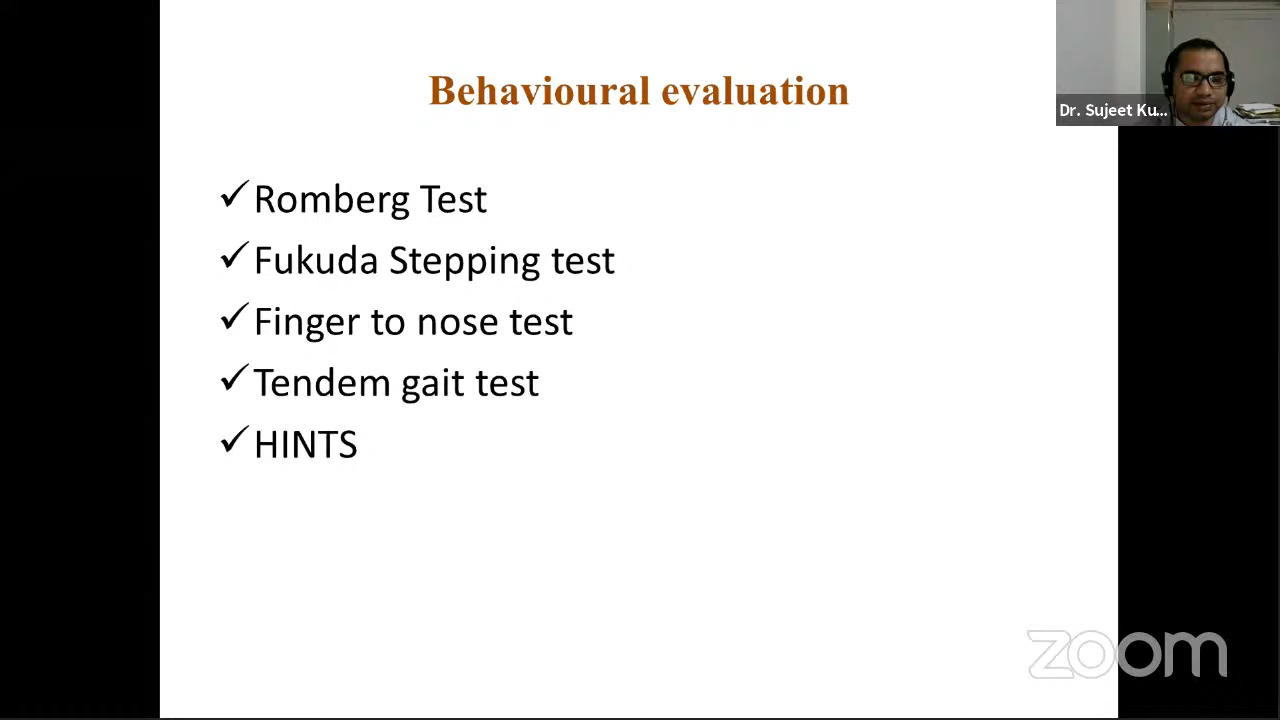 Behavioural evaluation
Dr. Sujeet Ku...
✓Romberg Test
✓Fukuda Stepping test
✓Finger to nose test
✓Tendem gait test
✓HINTS
zoom